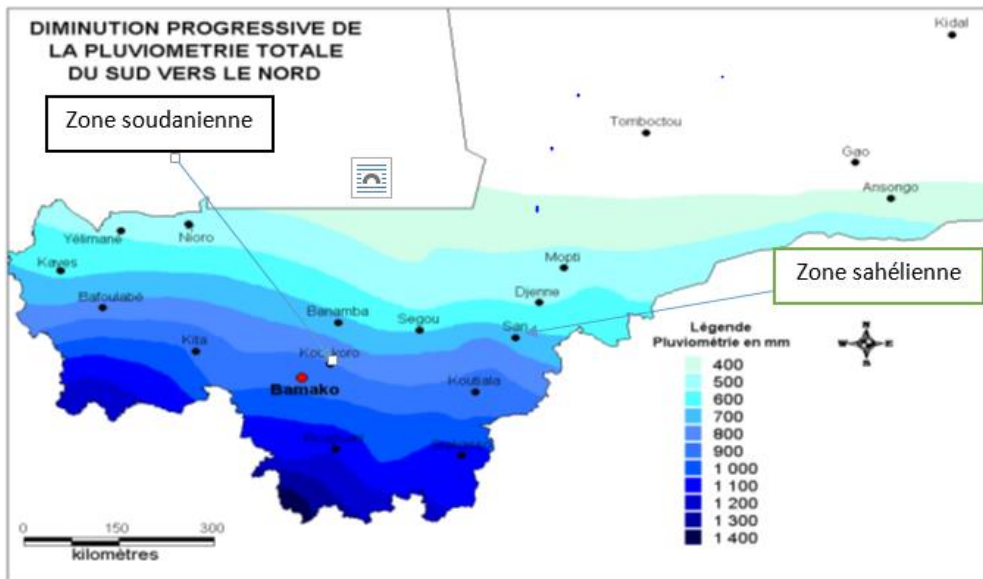 DIMINUTION PROGRESSIVE DE
LA PLUVIOMETRIE TOTALE
DU SUD VERS LE NORD
Kidal
Zone soudanienne
Tomboctou
Gao
Ansongo
Yélimané
Nioro
Kayes
Mopti
Zone sahélienne
Djenne
Bafoulabé
Banamba
Segou
San
Kita
Bamako
Koutiala
Légende
Pluviométrie en mm
400
500
600
700
800
900
1 000
1 100
1 200
1 300
1 400
N
W
E
S
0 150 300
kilomètres